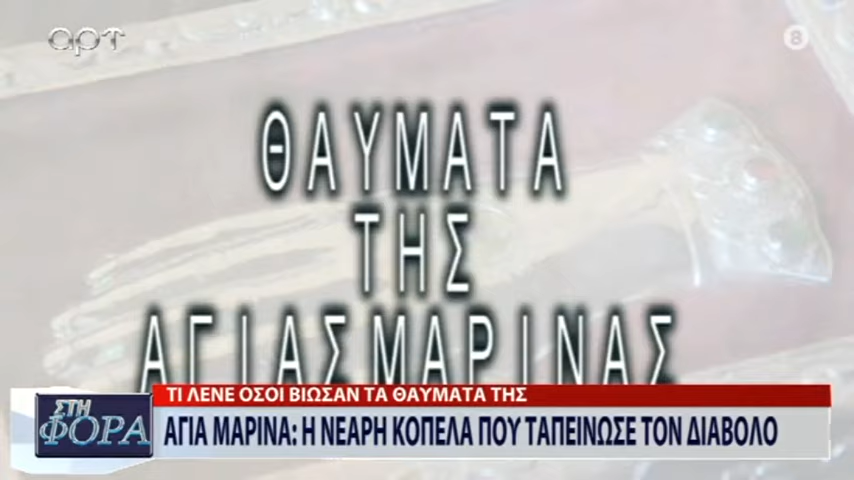 αρτ
8
ΘΑΥΜΑΤΑ
ΤΗΣ
ΑΓΙΑΣ ΜΑΡΙΝΑΣ
ΤΙ ΛΕΝΕ ΟΣΟΙ ΒΙΩΣΑΝ ΤΑ ΘΑΥΜΑΤΑ ΤΗΣ
ΣΤΗ
ΦΟΡΑ
ΑΓΙΑ ΜΑΡΙΝΑ: Η ΝΕΑΡΗ ΚΟΠΕΛΑ ΠΟΥ ΤΑΠΕΙΝΩΣΕ ΤΟΝ ΔΙΑΒΟΛΟ